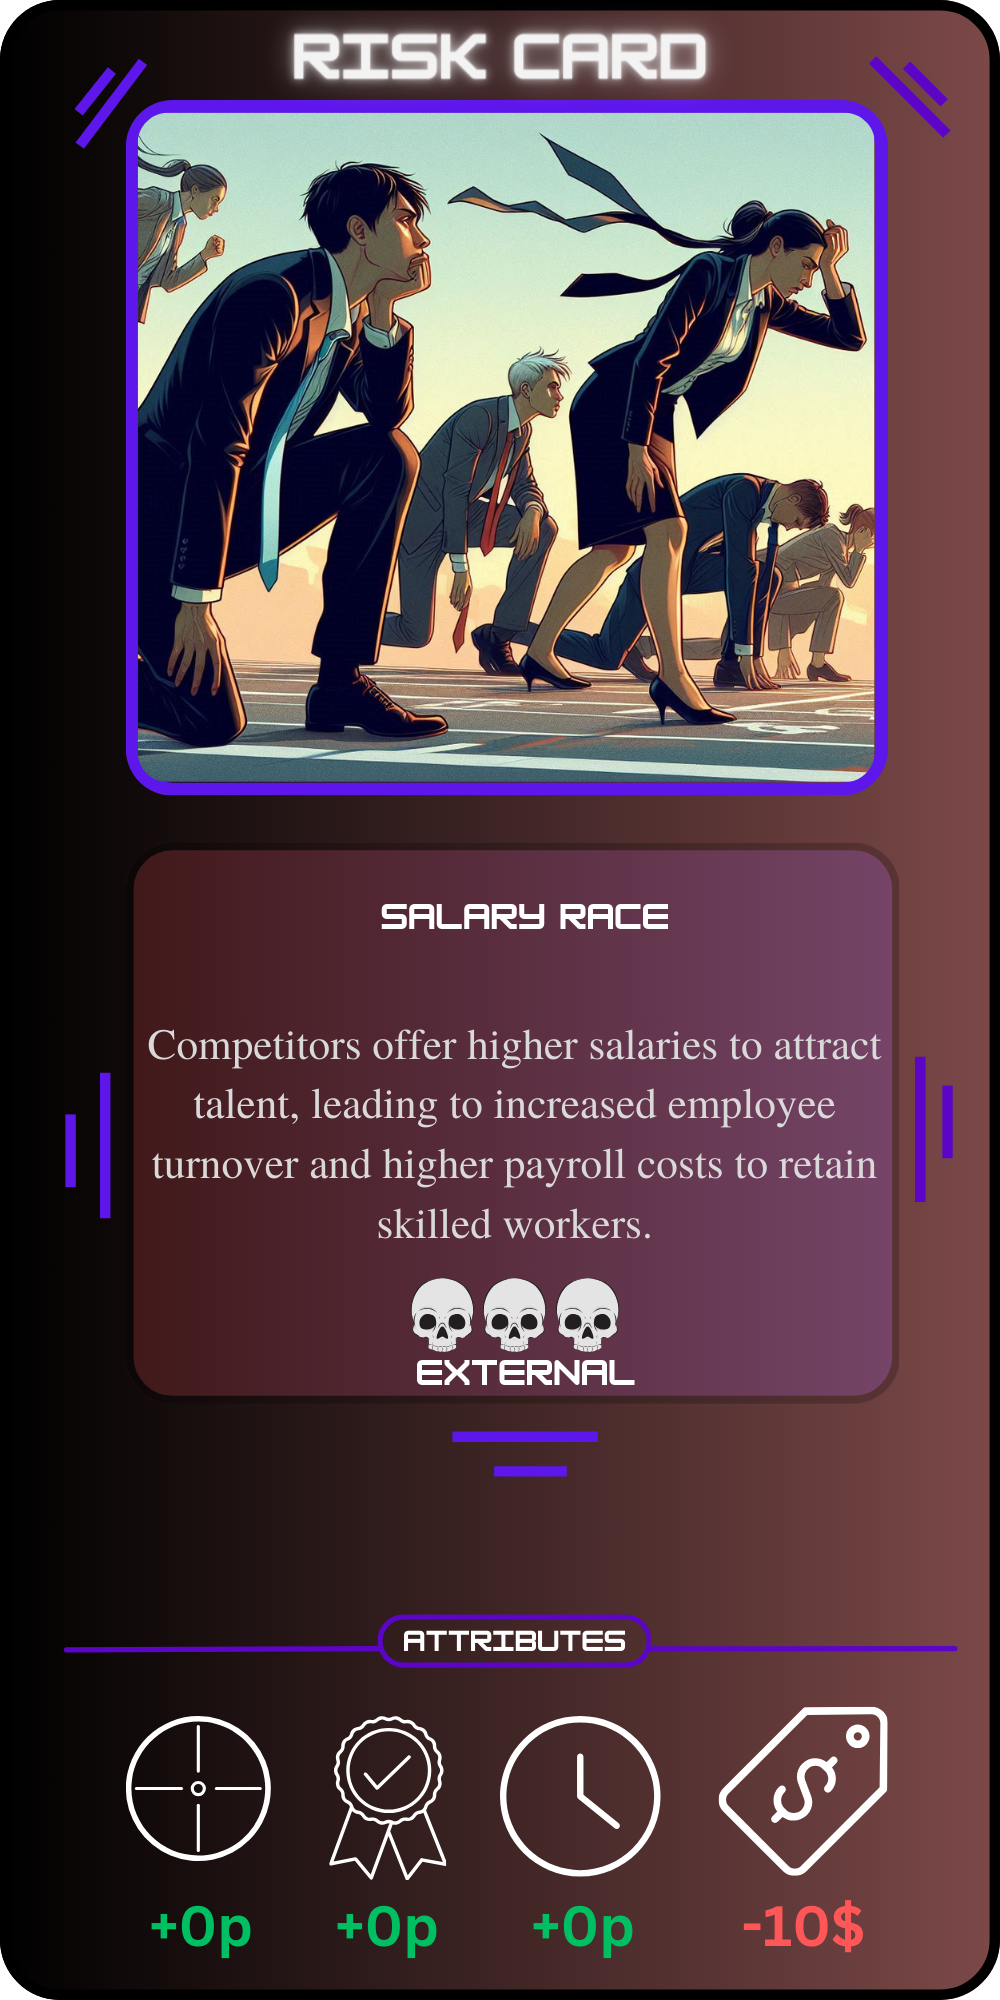 RISK CARD
SALARY RACE
Competitors offer higher salaries to attract
talent, leading to increased employee
turnover and higher payroll costs to retain
skilled workers.
EXTERNAL
ATTRIBUTES
+0p +0p +0p -10$